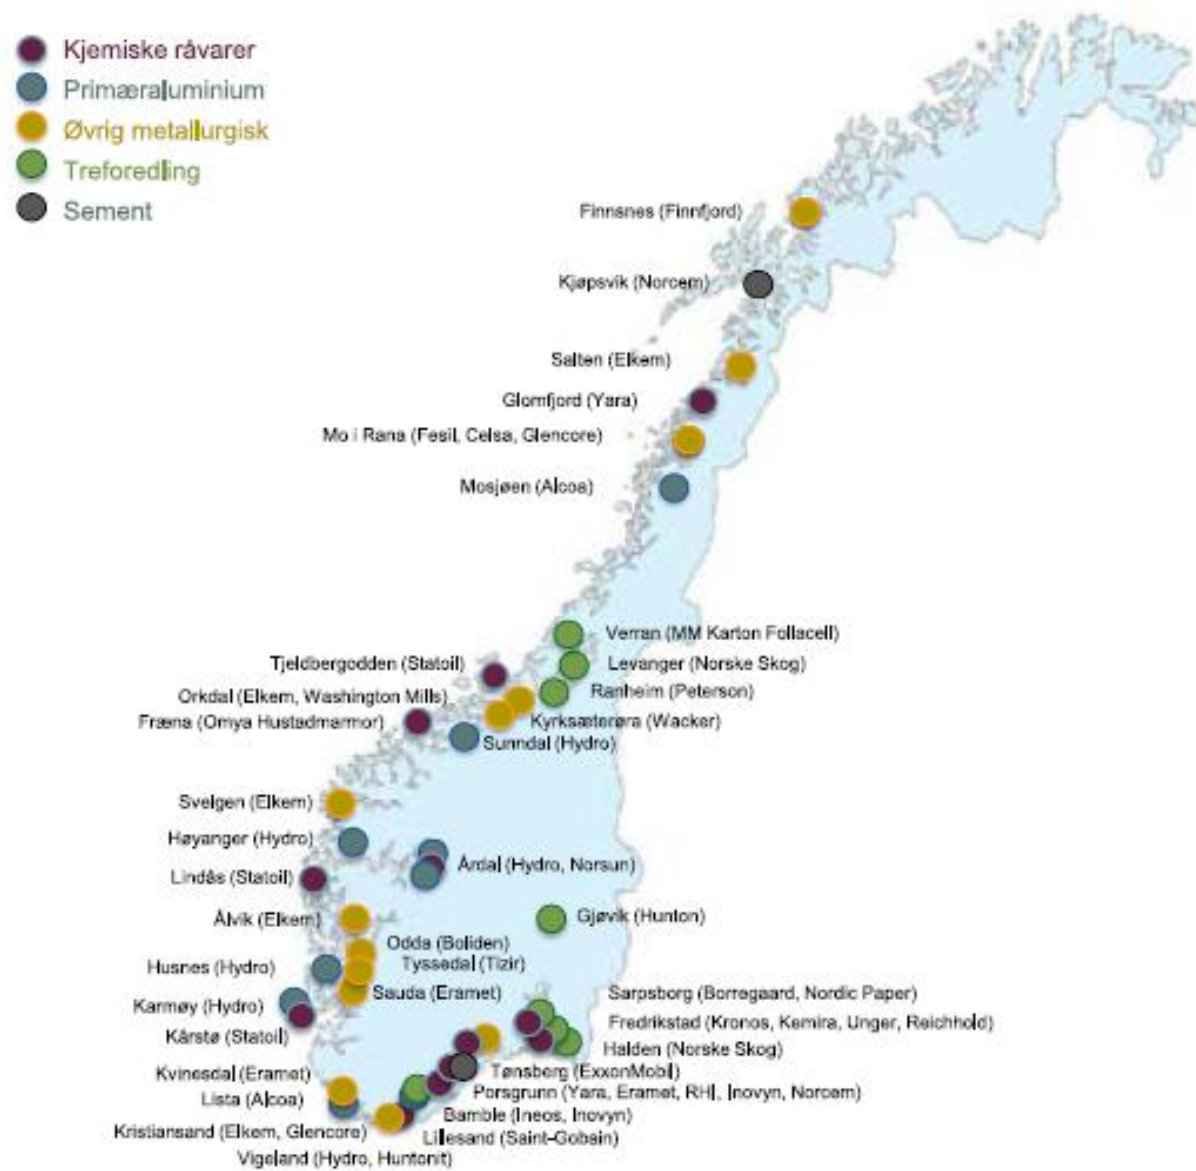 Kjemiske råvarer
Primæraluminium
Øvrig metallurgisk
Treforedling
Sement
Finnsnes (Finnfjord)
Kjøpsvik (Norcem)
Salten (Elkem)
Glomfjord (Yara)
Mo i Rana (Fesil, Celsa, Glencore)
Mosjøen (Alcoa)
Verran (MM Karton Follacell)
Tjeldbergodden (Statoil)
Levanger (Norske Skog)
Orkdal (Elkem, Washington Mills)
Ranheim (Peterson)
Fræna (Omya Hustadmarmor)
Kyrksæterøra (Wacker)
Sunndal (Hydro)
Svelgen (Elkem)
Høyanger (Hydro)
Årdal (Hydro, Norsun)
Lindås (Statoil)
Ålvik (Elkem)
Gjøvik (Hunton)
Odda (Boliden)
Tyssedal (Tizir)
Husnes (Hydro)
Sauda (Eramet)
Sarpsborg (Borregaard, Nordic Paper)
Karmøy (Hydro)
Fredrikstad (Kronos, Kemira, Unger, Reichhold)
Kårstø (Statoil)
Halden (Norske Skog)
Kvinesdal (Eramet)
Tønsberg (ExxonMobil)
Porsgrunn (Yara, Eramet, RHI, Inovyn, Norcem)
Lista (Alcoa)
Bamble (Ineos, Inovyn)
Kristiansand (Elkem, Glencore)
Lillesand (Saint-Gobain)
Vigeland (Hydro, Huntonit)